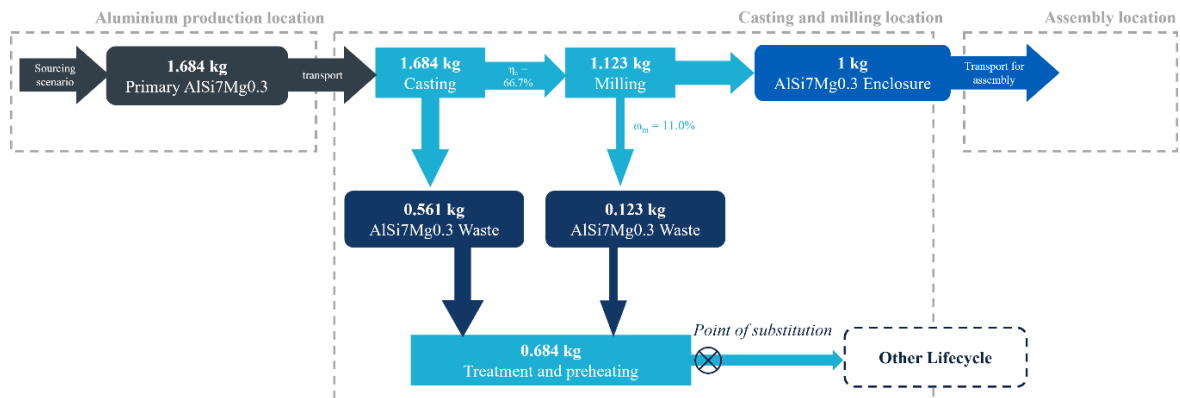 Aluminium production location
Casting and milling location
Assembly location
Sourcing
scenario
1.684 kg
Primary AlSi7Mg0.3
transport
1.684 kg
Casting
η꜀ =
66.7%
1.123 kg
Milling
1 kg
AlSi7Mg0.3 Enclosure
Transport for
assembly
ωₘ = 11.0%
0.561 kg
AlSi7Mg0.3 Waste
0.123 kg
AlSi7Mg0.3 Waste
0.684 kg
Treatment and preheating
Point of substitution
Other Lifecycle